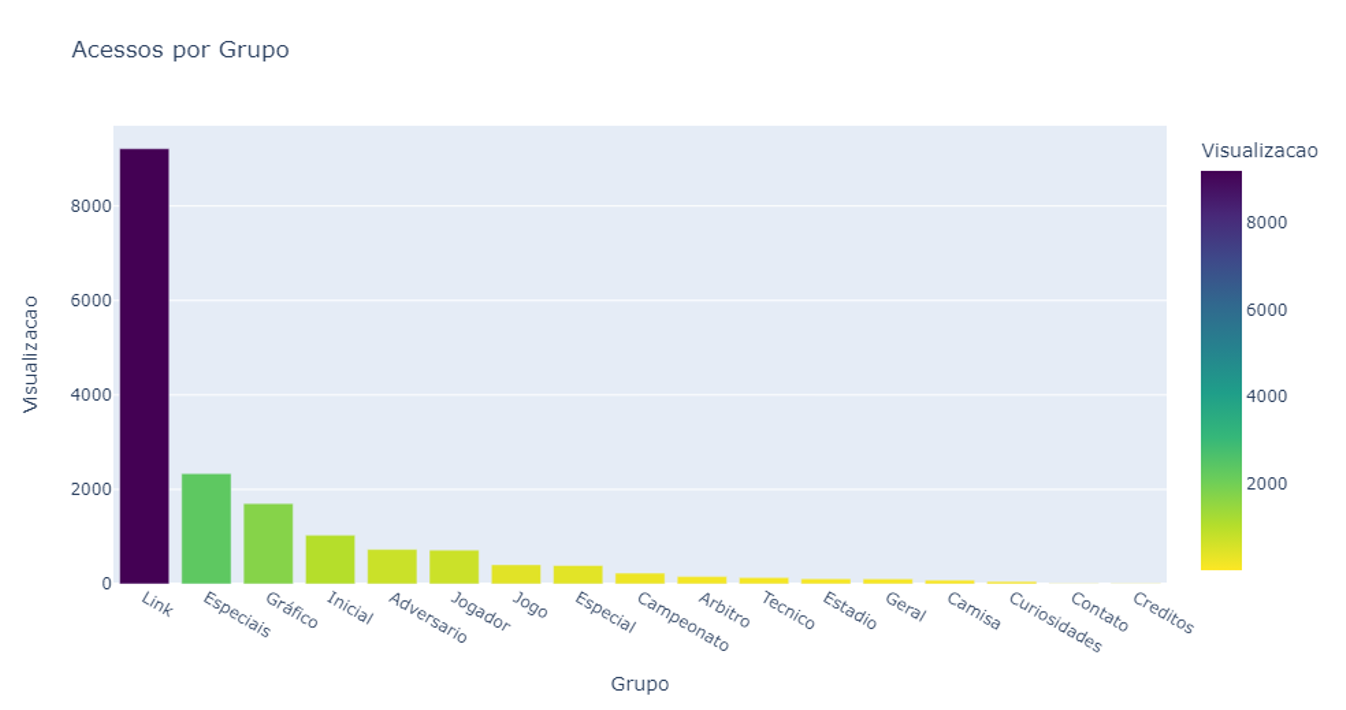 Acessos por Grupo
Visualizacao
8000
6000
4000
2000
0
Link
Especiais
Gráfico
Inicial
Adversario
Jogador
Jogo
Especial
Campeonato
Arbitro
Tecnico
Estadio
Geral
Camisa
Curiosidades
Contato
Creditos
Grupo
Visualizacao
8000
6000
4000
2000